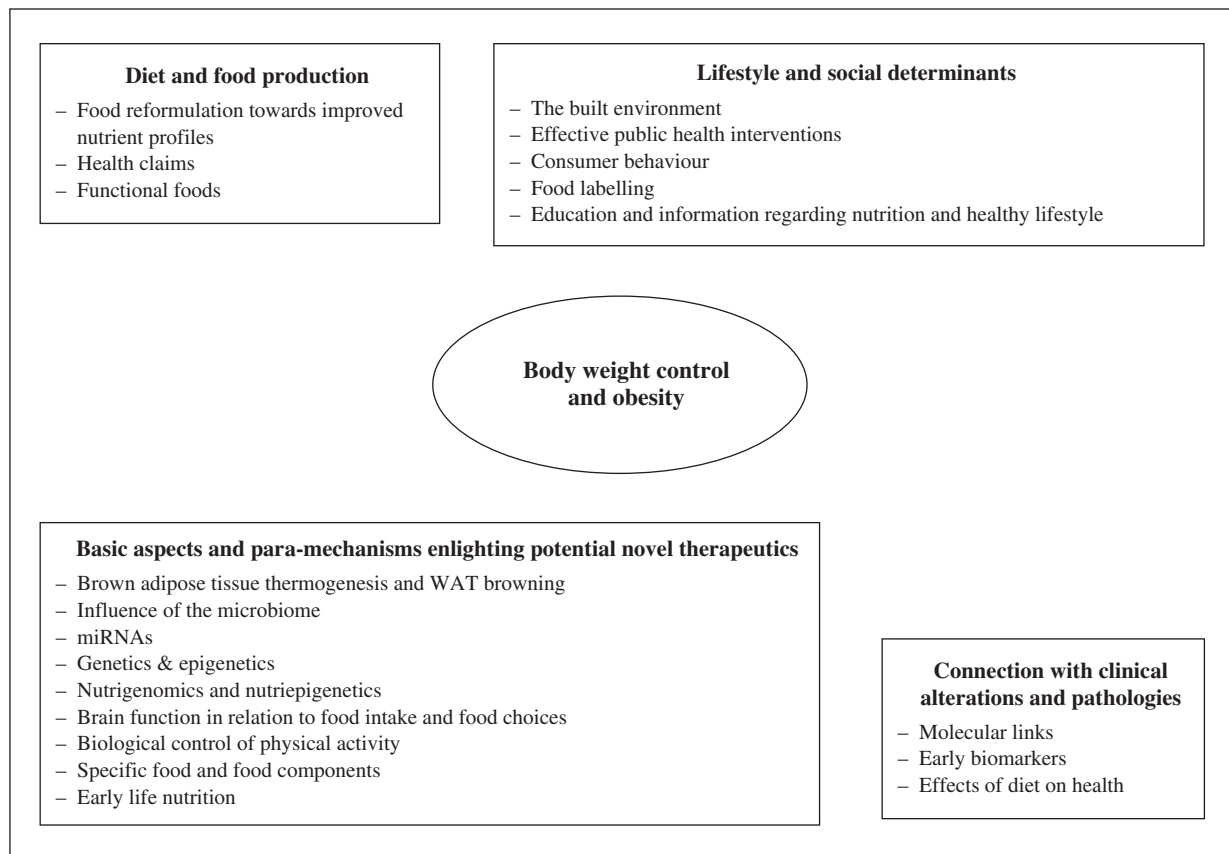 Diet and food production
– Food reformulation towards improved
nutrient profiles
– Health claims
– Functional foods
Lifestyle and social determinants
– The built environment
– Effective public health interventions
– Consumer behaviour
– Food labelling
– Education and information regarding nutrition and healthy lifestyle
Body weight control
and obesity
Basic aspects and para-mechanisms enlighting potential novel therapeutics
– Brown adipose tissue thermogenesis and WAT browning
– Influence of the microbiome
– miRNAs
– Genetics & epigenetics
– Nutrigenomics and nutriepigenetics
– Brain function in relation to food intake and food choices
– Biological control of physical activity
– Specific food and food components
– Early life nutrition
Connection with clinical
alterations and pathologies
– Molecular links
– Early biomarkers
– Effects of diet on health